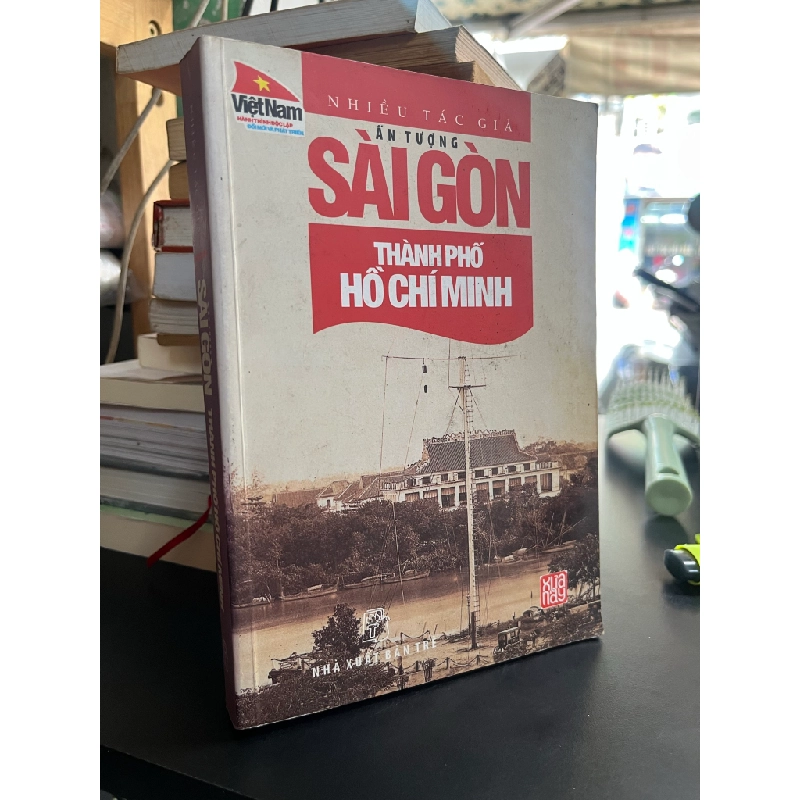 Việt Nam
NHIỀU TÁC GIẢ
ẤN TƯỢNG
SÀI GÒN
THÀNH PHỐ
HỒ CHÍ MINH
SÀI GÒN
xưa
nay
NHÀ XUẤT BẢN TRẺ